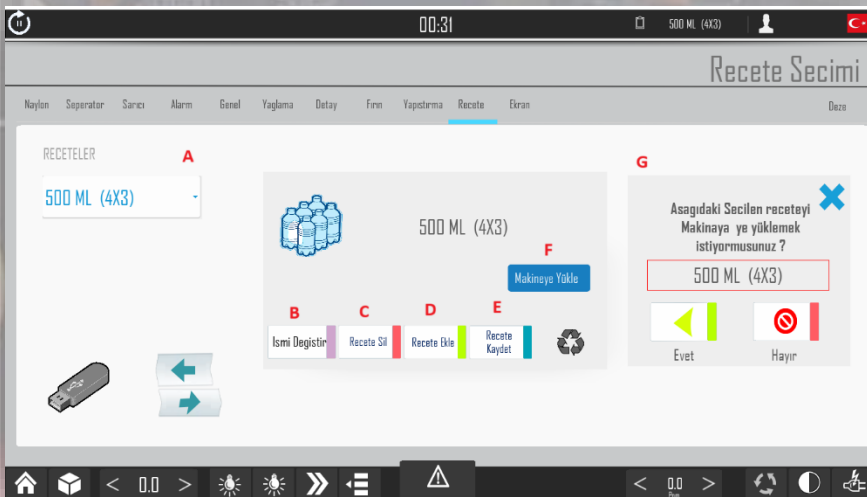 00:31
500 ML (4X3)
Recete Secimi
Naylon Seperator Sarıcı Alarm Genel Yaglama Detay Fırın Yapıstırma Recete Ekran Deze
RECETELER
A
500 ML (4X3)
500 ML (4X3)
F
Makineye Yükle
B C D E
Ismi Degistir Recete Sil Recete Ekle Recete
Kaydet
G
Asagıdaki Secilen receteyi
Makinaya ye yüklemek
istiyormusunuz ?
500 ML (4X3)
Evet Hayır
< 0.0 >
< 0.0 >